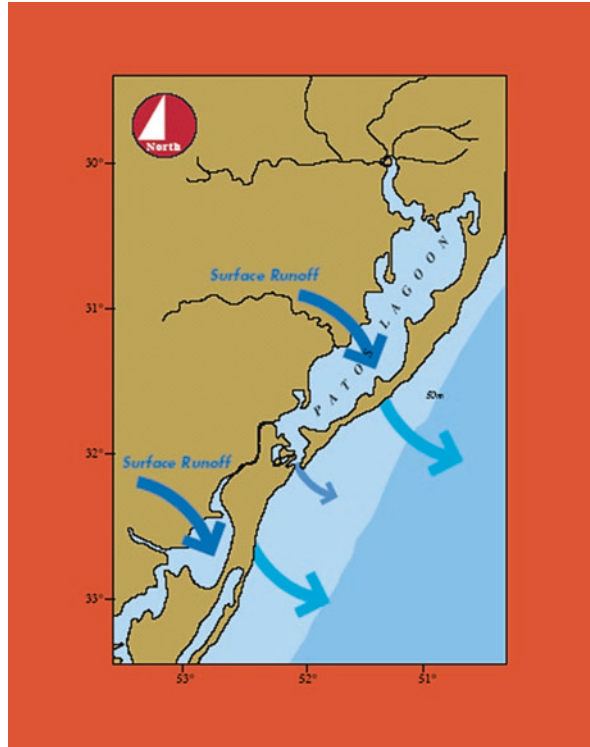 North
30°
Surface Runoff
PATOS LAGOON
31°
50m
32°
Surface Runoff
33°
53°
52°
51°